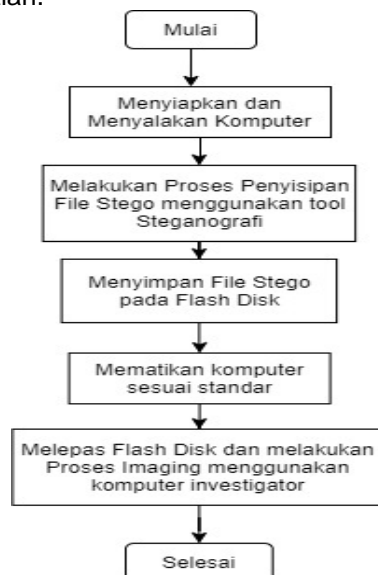 Mulai
Menyiapkan dan
Menyalakan Komputer
Melakukan Proses Penyisipan
File Stego menggunakan tool
Steganografi
Menyimpan File Stego
pada Flash Disk
Mematikan komputer
sesuai standar
Melepas Flash Disk dan melakukan
Proses Imaging menggunakan
komputer investigator
Selesai